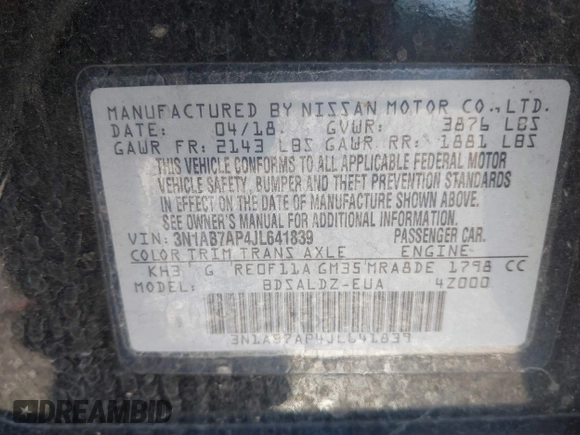 MANUFACTURED BY NISSAN MOTOR CO., LTD.
DATE: 04/18 GVWR: 3876 LBS
GAWR FR: 2143 LBS GAWR RR: 1881 LBS
THIS VEHICLE CONFORMS TO ALL APPLICABLE FEDERAL MOTOR
VEHICLE SAFETY, BUMPER AND THEFT PREVENTION STANDARDS
IN EFFECT ON THE DATE OF MANUFACTURE SHOWN ABOVE.
SEE OWNER'S MANUAL FOR ADDITIONAL INFORMATION.
VIN: 3N1AB7AP4JL641839 PASSENGER CAR.
COLOR TRIM TRANS AXLE ENGINE
KH3 G RE0F11A GM35 MRA8DE 1798 CC
MODEL: BDSALDZ-EUA 4Z000
3N1AB7AP4JL641839
DREAMBID